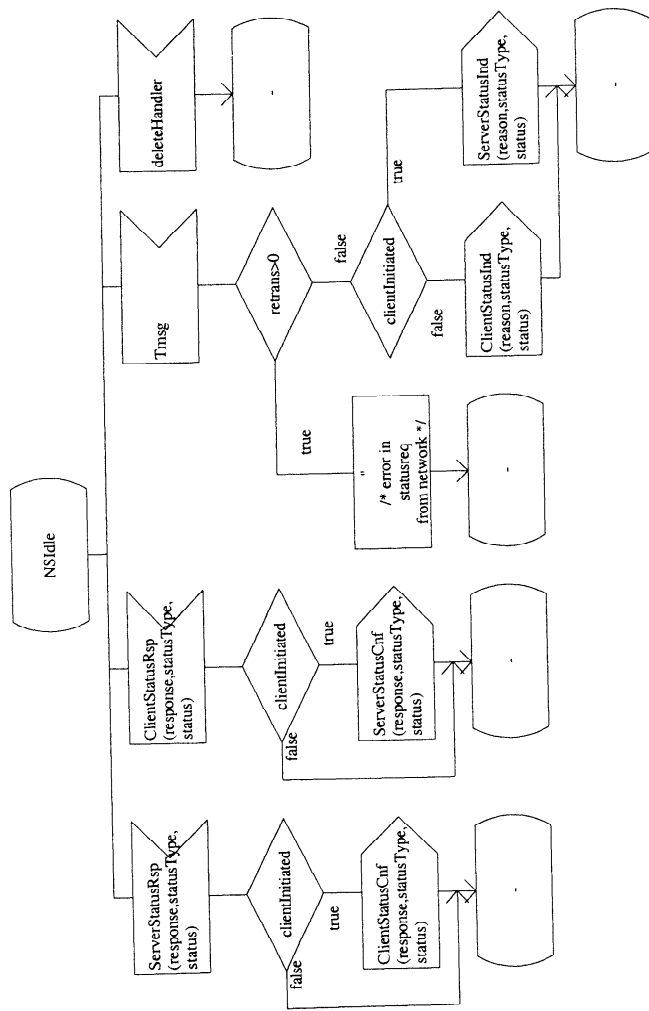 NSIdle
ServerStatusRsp
(response,statusType,
status)
clientInitiated
false
true
ClientStatusCnf
(response,statusType,
status)
-
ClientStatusRsp
(response,statusType,
status)
clientInitiated
false
true
ServerStatusCnf
(response,statusType,
status)
-
Tmsg
retrans>0
true
false
"
/* error in
statusreq
from network */
-
clientInitiated
false
true
ClientStatusInd
(reason,statusType,
status)
ServerStatusInd
(reason,statusType,
status)
-
deleteHandler
-